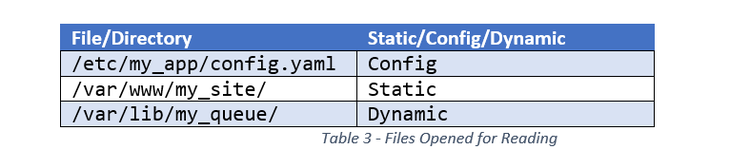 File/Directory Static/Config/Dynamic
/etc/my_app/config.yaml Config
/var/www/my_site/ Static
/var/lib/my_queue/ Dynamic
Table 3 - Files Opened for Reading